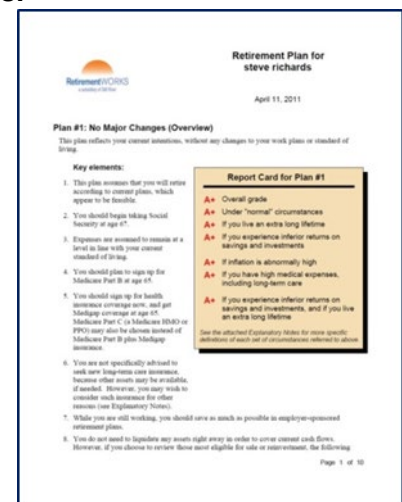 RetirementWORKS
Retirement Plan for
steve richards
April 11, 2011
Plan #1: No Major Changes (Overview)
This plan reflects your current intentions, without any changes to your work plans or standard of
living.
Key elements:
1. This plan assumes that you will retire
according to current plans, which
appear to be feasible.
2. You should begin taking Social
Security at age 67.
3. Expenses are assumed to remain at a
level in line with your current
standard of living.
4. You should plan to sign up for
Medicare Part B at age 65.
5. You should sign up for health
insurance coverage now, and get
Medigap coverage at age 65.
Medicare Part C (a Medicare HMO or
PPO) may also be chosen instead of
Medicare Part B plus Medigap
insurance.
6. You are not specifically advised to
seek new long-term care insurance,
because other assets may be available,
if needed. However, you may wish to
consider such insurance for other
reasons (see Explanatory Notes).
Report Card for Plan #1
A+ Overall grade
A+ Under "normal" circumstances
A+ If you live an extra long lifetime
A+ If you experience inferior returns on
savings and investments
A+ If inflation is abnormally high
A+ If you have high medical expenses,
including long-term care
A+ If you experience inferior returns on
savings and investments, and if you live
an extra long lifetime
See the attached Explanatory Notes for more specific
definitions of each set of circumstances referred to above.
7. While you are still working, you should save as much as possible in employer-sponsored
retirement plans.
8. You do not need to liquidate any assets right away in order to cover current cash flows.
However, if you choose to review those most eligible for sale or reinvestment, the following
Page 1 of 10